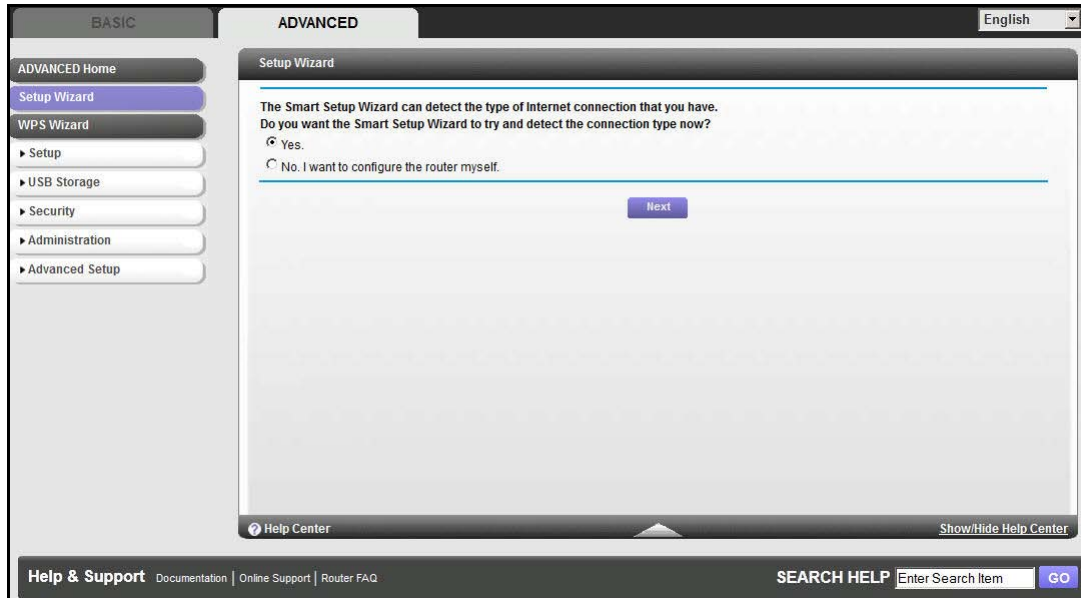 BASIC
ADVANCED
English
ADVANCED Home
Setup Wizard
WPS Wizard
Setup
USB Storage
Security
Administration
Advanced Setup
Setup Wizard
The Smart Setup Wizard can detect the type of Internet connection that you have.
Do you want the Smart Setup Wizard to try and detect the connection type now?
Yes.
No. I want to configure the router myself.
Next
Help Center
Show/Hide Help Center
Help & Support Documentation | Online Support | Router FAQ
SEARCH HELP Enter Search Item GO